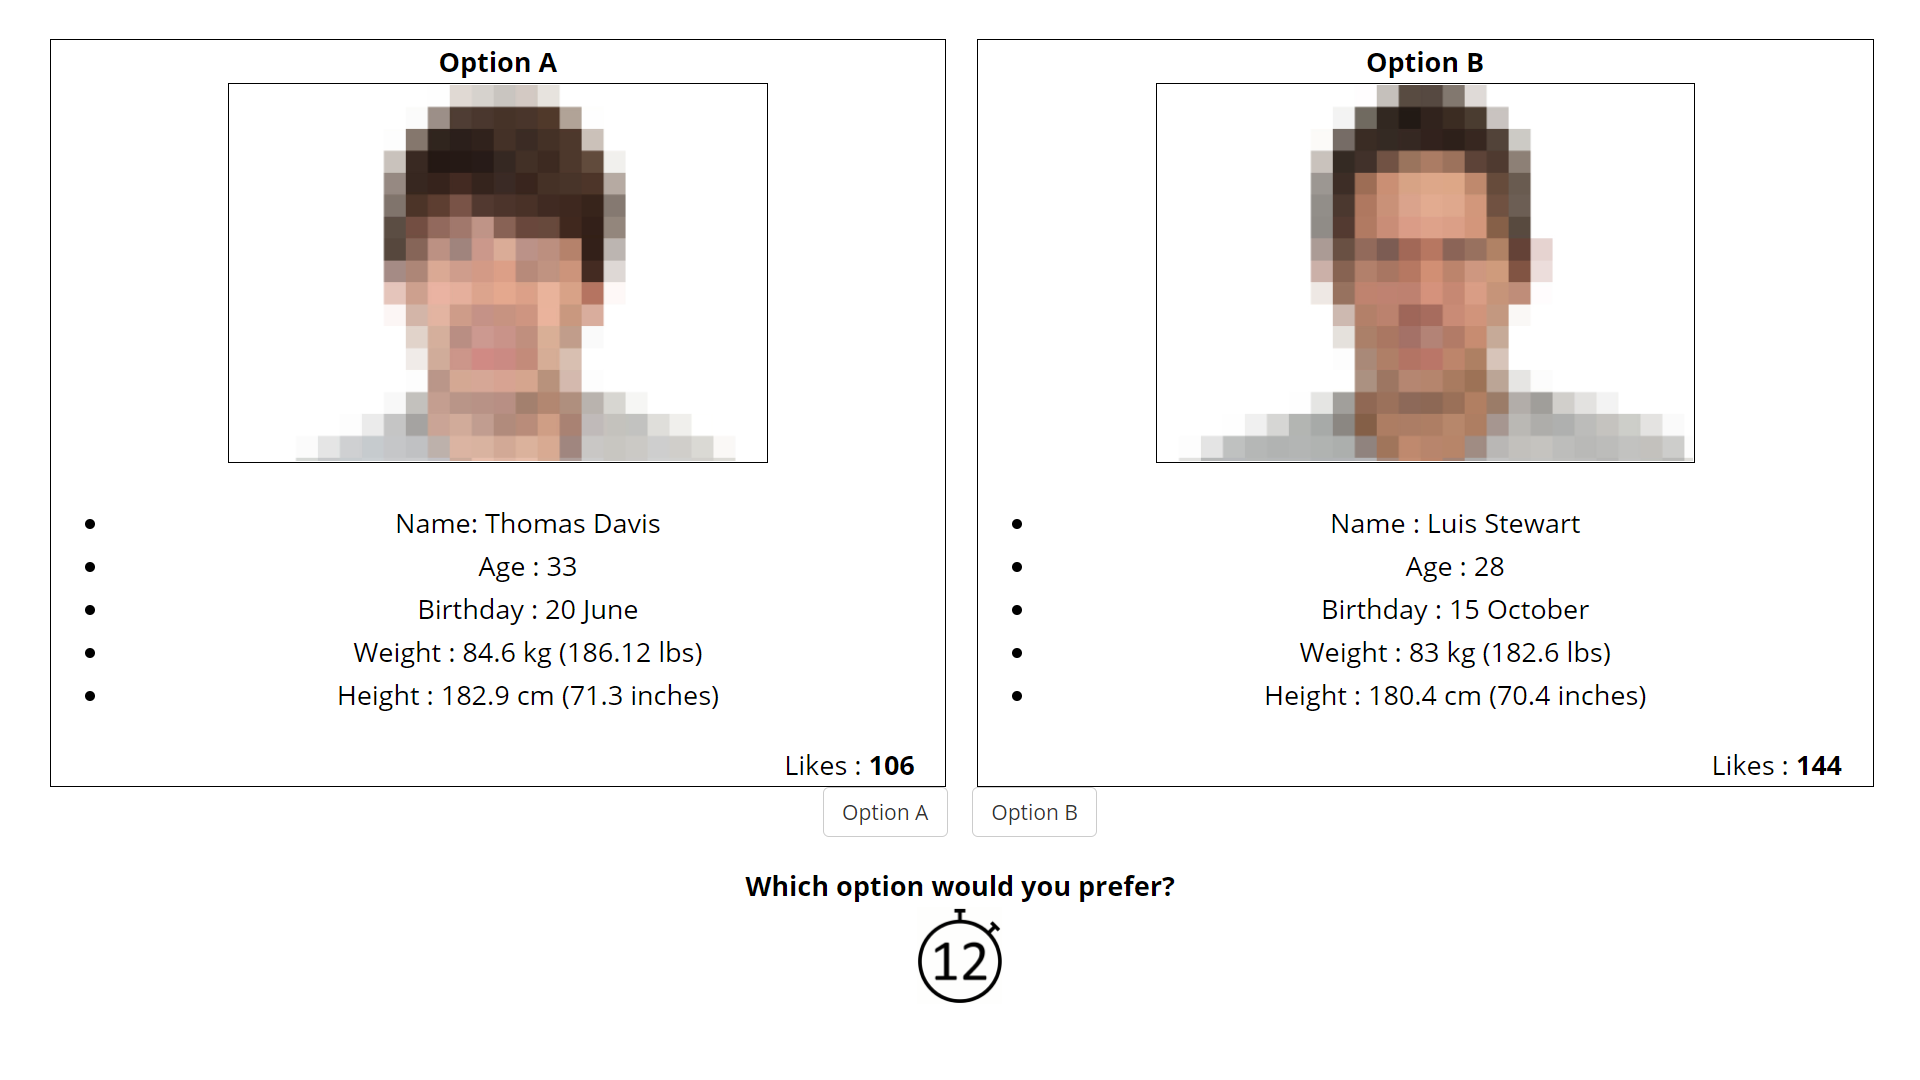 Option A
Name: Thomas Davis
Age : 33
Birthday : 20 June
Weight : 84.6 kg (186.12 lbs)
Height : 182.9 cm (71.3 inches)
Likes : 106
Option B
Name : Luis Stewart
Age : 28
Birthday : 15 October
Weight : 83 kg (182.6 lbs)
Height : 180.4 cm (70.4 inches)
Likes : 144
Option A
Option B
Which option would you prefer?
12